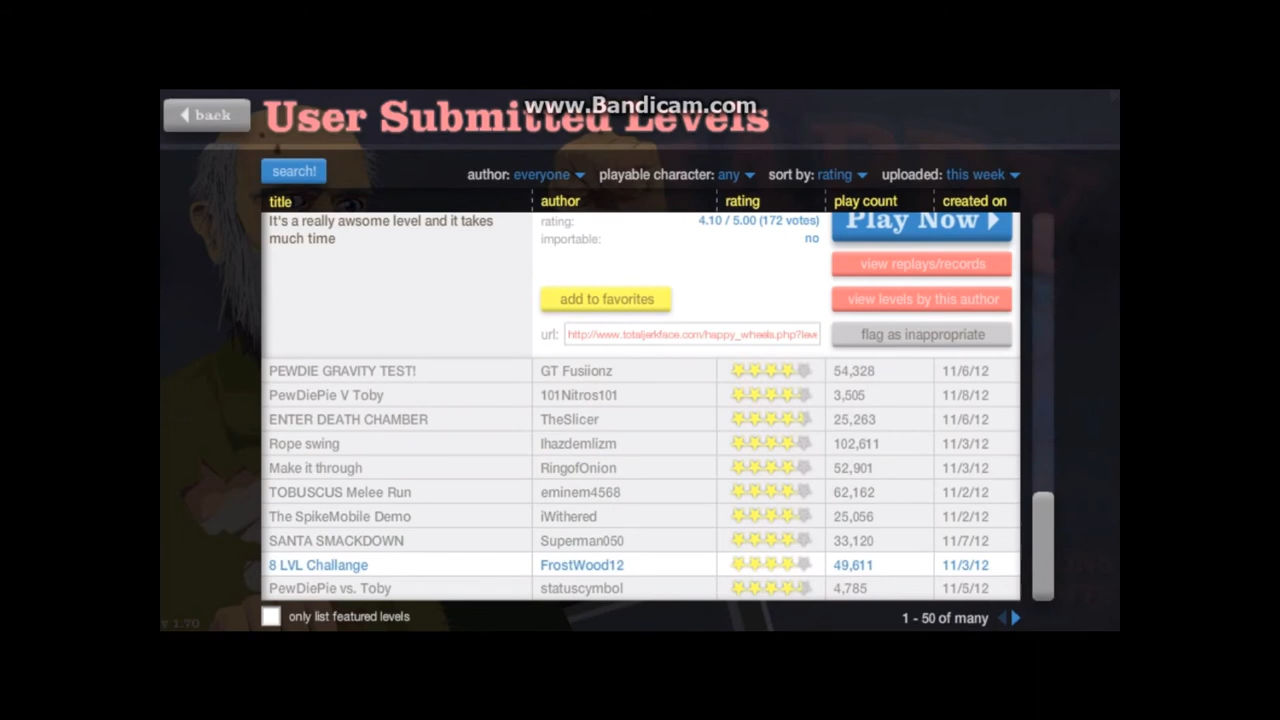 www.Bandicam.com
back
User Submitted Levels
search!
author: everyone playable character: any sort by: rating uploaded: this week
title author rating play count created on
It's a really awsome level and it takes
much time
rating: 4.10 / 5.00 (172 votes)
importable: no
Play Now
view replays/records
add to favorites
view levels by this author
url: http://www.totaljerkface.com/happy_wheels.php?leve
flag as inappropriate
PEWDIE GRAVITY TEST! GT Fusiionz 54,328 11/6/12
PewDiePie V Toby 101Nitros101 3,505 11/8/12
ENTER DEATH CHAMBER TheSlicer 25,263 11/6/12
Rope swing Ihazdemlizm 102,611 11/3/12
Make it through RingofOnion 52,901 11/3/12
TOBUSCUS Melee Run eminem4568 62,162 11/2/12
The SpikeMobile Demo iWithered 25,056 11/2/12
SANTA SMACKDOWN Superman050 33,120 11/7/12
8 LVL Challange FrostWood12 49,611 11/3/12
PewDiePie vs. Toby statuscymbol 4,785 11/5/12
only list featured levels
1 - 50 of many
1.70